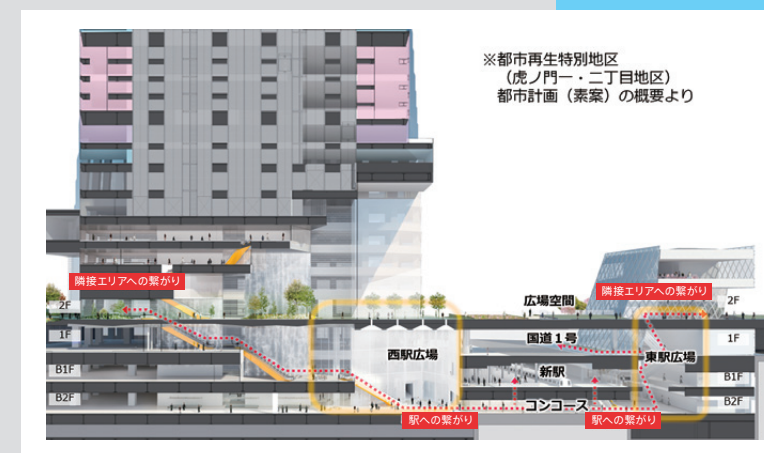 ※都市再生特別地区
（虎ノ門一・二丁目地区）
都市計画（素案）の概要より
隣接エリアへの繋がり
隣接エリアへの繋がり
2F
広場空間
2F
1F
国道１号
1F
西駅広場
東駅広場
B1F
新駅
B1F
B2F
コンコース
B2F
駅への繋がり
駅への繋がり